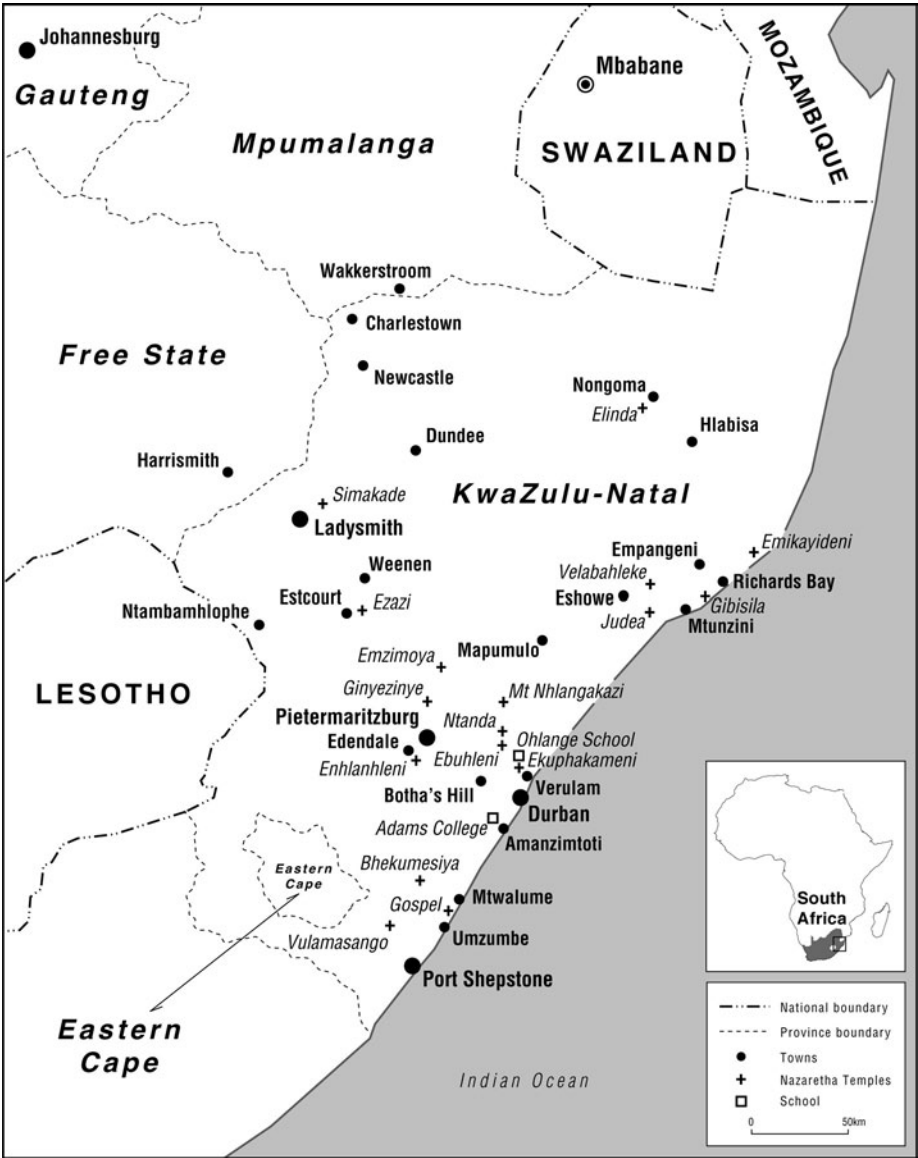 Johannesburg
Gauteng
Mpumalanga
Mbabane
SWAZILAND
MOZAMBIQUE
Wakkerstroom
Charlestown
Free State
Newcastle
Nongoma
Elinda
Hlabisa
Dundee
Harrismith
KwaZulu-Natal
Simakade
Ladysmith
Emikayideni
Empangeni
Weenen
Velabahleke
Richards Bay
Estcourt
Ezazi
Eshowe
Gibisila
Ntambamhlophe
Judea
Mtunzini
Mapumulo
Emzimoya
LESOTHO
Ginyezinye
Mt Nhlangakazi
Pietermaritzburg
Ntanda
Edendale
Ohlange School
Enhlanhleni
Ebuhleni
Ekuphakameni
Botha's Hill
Verulam
Durban
Adams College
Amanzimtoti
Bhekumesiya
Eastern
Cape
Gospel
Mtwalume
Vulamasango
Umzumbe
Port Shepstone
Eastern
Cape
Indian Ocean
South
Africa
National boundary
Province boundary
Towns
Nazaretha Temples
School
0 50km